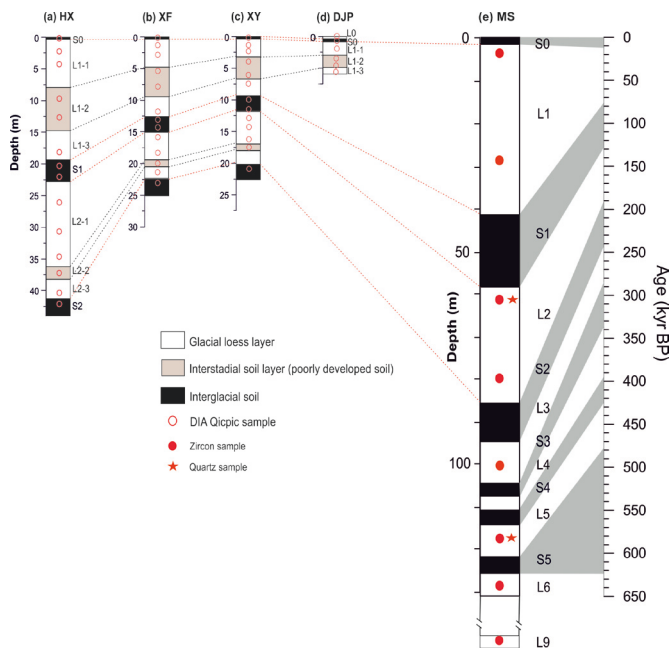 (a) HX
(b) XF
(c) XY
(d) DJP
(e) MS
Depth (m)
0
5
10
15
20
25
30
35
40
S0
L1-1
L1-2
L1-3
S1
L2-1
L2-2
L2-3
S2
0
5
10
15
20
25
30
0
5
10
15
20
25
0
5
L0
S0
L1-1
L1-2
L1-3
Depth (m)
0
50
100
S0
L1
S1
L2
S2
L3
S3
L4
S4
L5
S5
L6
L9
0
50
100
150
200
250
300
350
400
450
500
550
600
650
Age (kyr BP)
Glacial loess layer
Interstadial soil layer (poorly developed soil)
Interglacial soil
DIA Qicpic sample
Zircon sample
Quartz sample